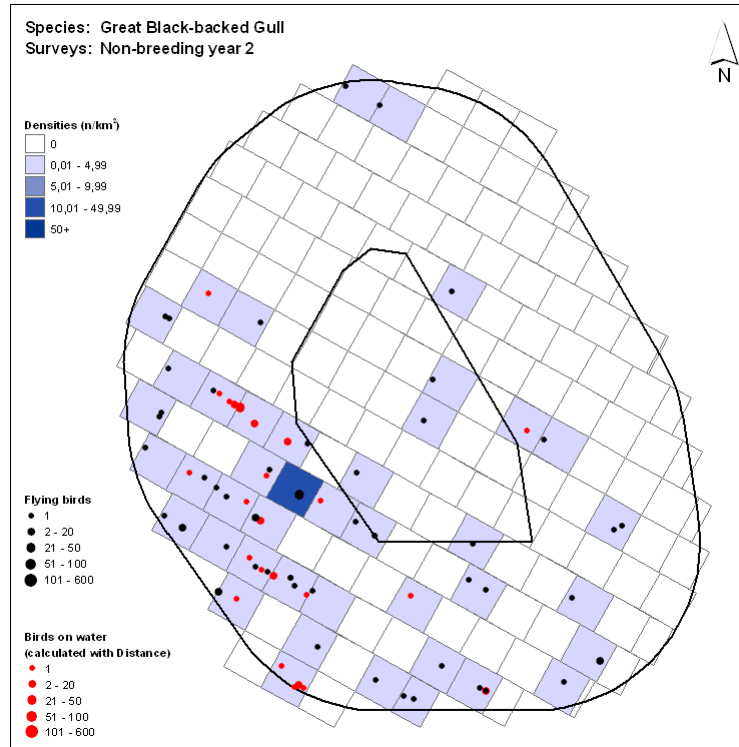 Species: Great Black-backed Gull
Surveys: Non-breeding year 2
N
Densities (n/km²)
0
0,01 - 4,99
5,01 - 9,99
10,01 - 49,99
50+
Flying birds
1
2 - 20
21 - 50
51 - 100
101 - 600
Birds on water
(calculated with Distance)
1
2 - 20
21 - 50
51 - 100
101 - 600